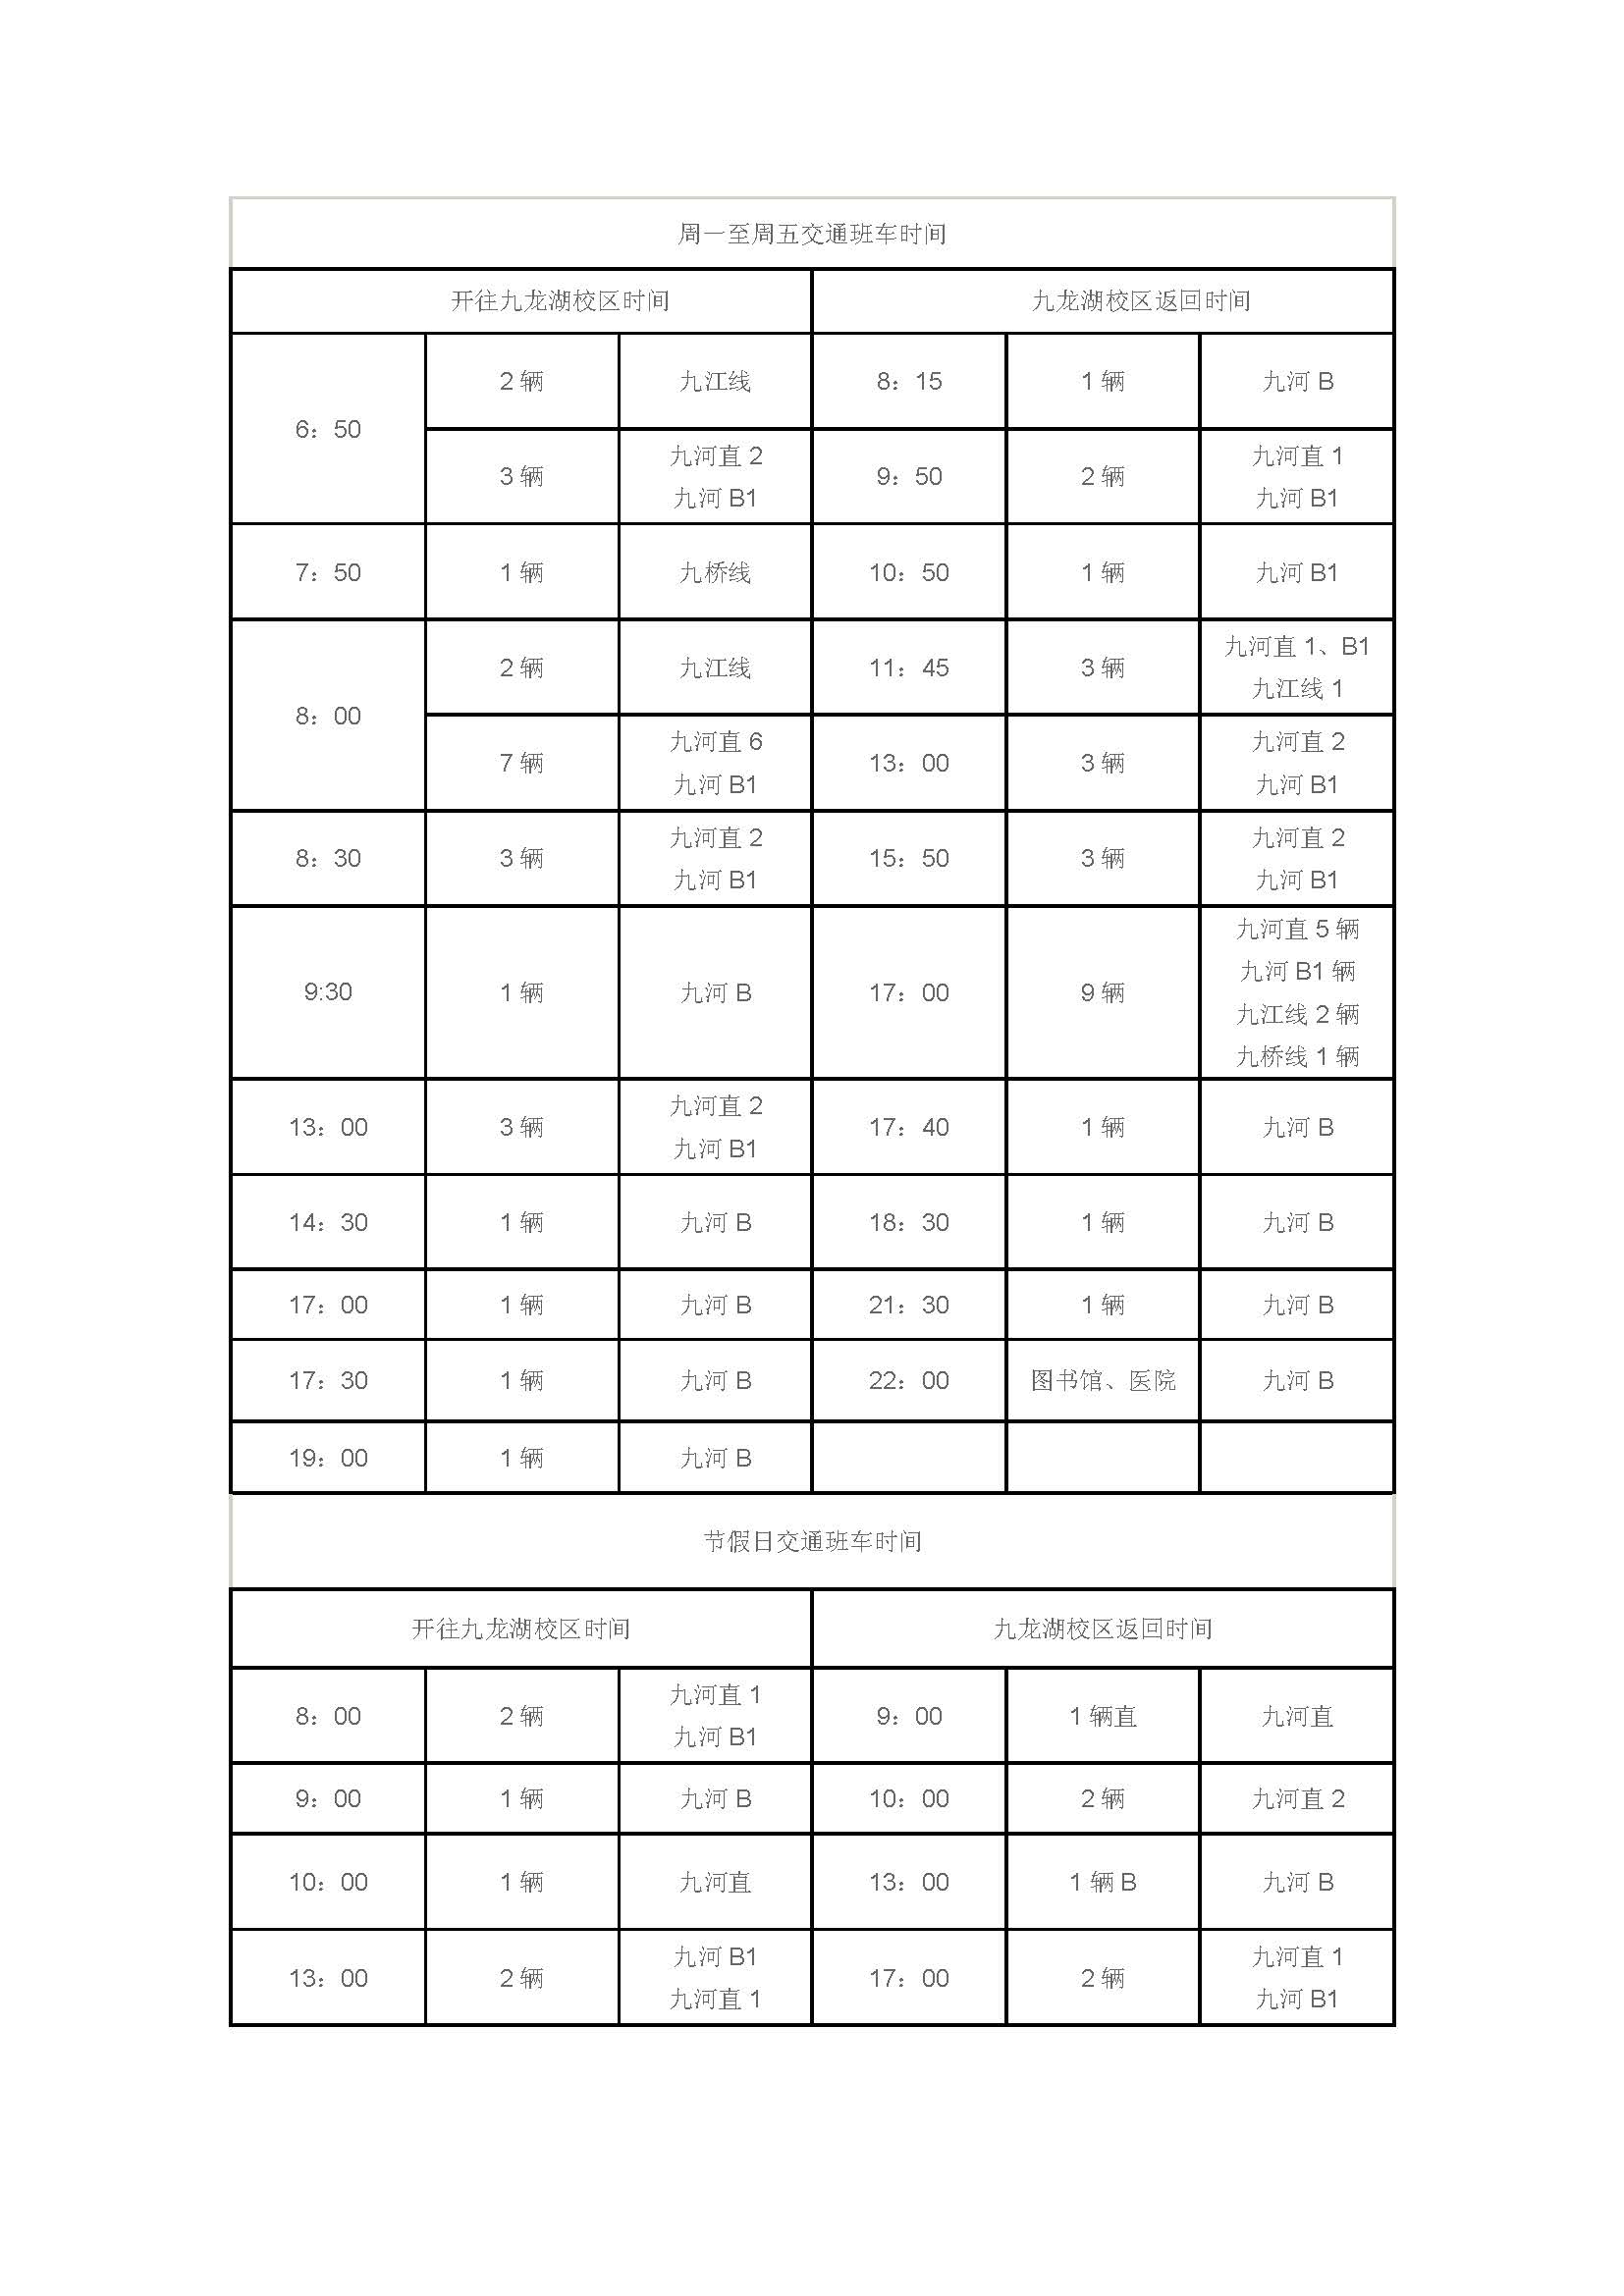 周一至周五交通班车时间
开往九龙湖校区时间 九龙湖校区返回时间
6：50 2 辆 九江线 8：15 1 辆 九河 B
3 辆 九河直 2 9：50 2 辆 九河直 1
九河 B1 九河 B1
7：50 1 辆 九桥线 10：50 1 辆 九河 B1
8：00 2 辆 九江线 11：45 3 辆 九河直 1、B1
九江线 1
7 辆 九河直 6 13：00 3 辆 九河直 2
九河 B1 九河 B1
8：30 3 辆 九河直 2 15：50 3 辆 九河直 2
九河 B1 九河 B1
9:30 1 辆 九河 B 17：00 9 辆 九河直 5 辆
九河 B1 辆
九江线 2 辆
九桥线 1 辆
13：00 3 辆 九河直 2 17：40 1 辆 九河 B
九河 B1
14：30 1 辆 九河 B 18：30 1 辆 九河 B
17：00 1 辆 九河 B 21：30 1 辆 九河 B
17：30 1 辆 九河 B 22：00 图书馆、医院 九河 B
19：00 1 辆 九河 B
节假日交通班车时间
开往九龙湖校区时间 九龙湖校区返回时间
8：00 2 辆 九河直 1 9：00 1 辆直 九河直
九河 B1
9：00 1 辆 九河 B 10：00 2 辆 九河直 2
10：00 1 辆 九河直 13：00 1 辆 B 九河 B
13：00 2 辆 九河 B1 17：00 2 辆 九河直 1
九河直 1 九河 B1